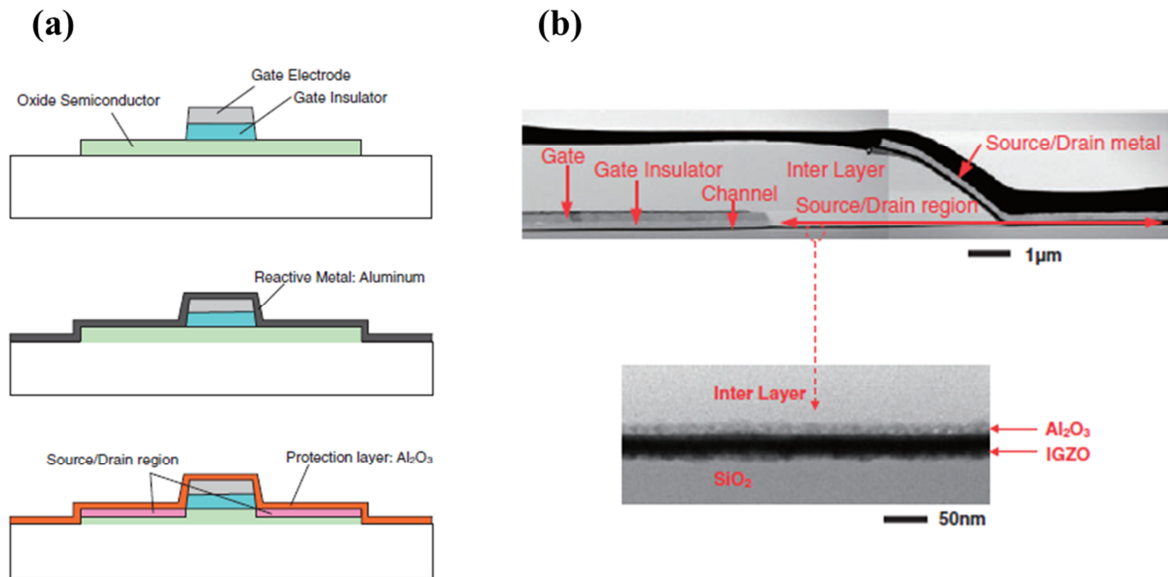 (a)
Gate Electrode
Oxide Semiconductor
Gate Insulator
Reactive Metal: Aluminum
Source/Drain region
Protection layer: Al₂O₃
(b)
Source/Drain metal
Gate
Gate Insulator
Inter Layer
Channel
Source/Drain region
1μm
Inter Layer
Al₂O₃
IGZO
SiO₂
50nm